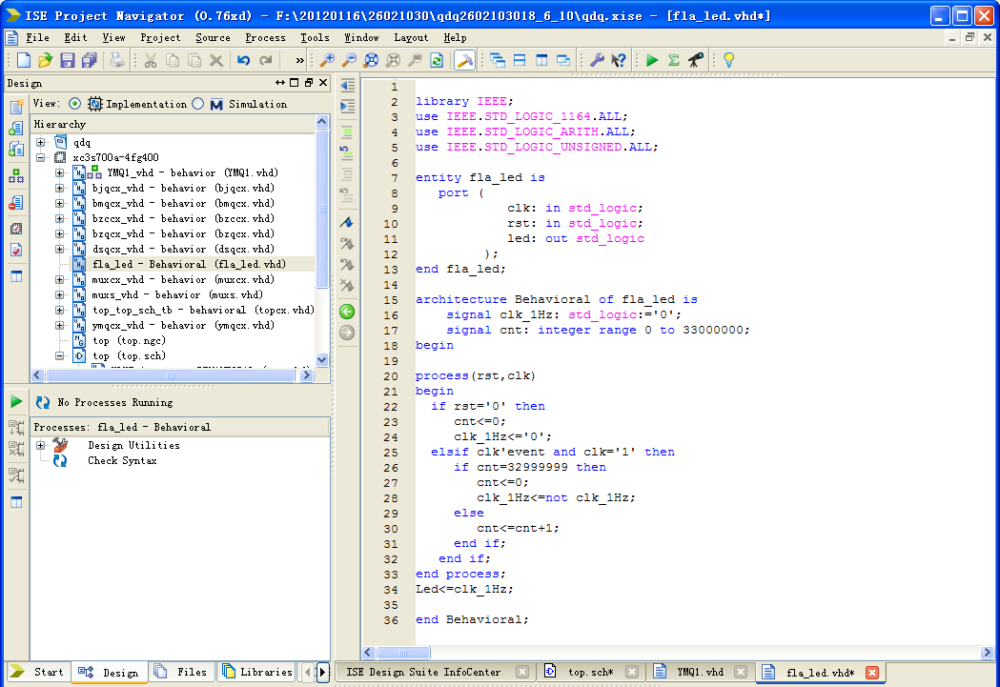 ISE Project Navigator (O.76xd) - F:\20120116\26021030\qdq2602103018_6_10\qdq.xise - [fla_led.vhd*]
File Edit View Project Source Process Tools Window Layout Help
Design
View: Implementation Simulation
Hierarchy
qdq
xc3s700a-4fg400
YMQ1_vhd - behavior (YMQ1.vhd)
bjqcx_vhd - behavior (bjqcx.vhd)
bmqcx_vhd - behavior (bmqcx.vhd)
bzccx_vhd - behavior (bzccx.vhd)
bzqcx_vhd - behavior (bzqcx.vhd)
dsqcx_vhd - behavior (dsqcx.vhd)
fla_led - Behavioral (fla_led.vhd)
muxcx_vhd - behavior (muxcx.vhd)
muxs_vhd - behavior (muxs.vhd)
top_top_sch_tb - behavioral (topcx.vhd)
ymqcx_vhd - behavior (ymqcx.vhd)
top (top.ngc)
top (top.sch)
No Processes Running
Processes: fla_led - Behavioral
Design Utilities
Check Syntax
Start Design Files Libraries
1
2 library IEEE;
3 use IEEE.STD_LOGIC_1164.ALL;
4 use IEEE.STD_LOGIC_ARITH.ALL;
5 use IEEE.STD_LOGIC_UNSIGNED.ALL;
6
7 entity fla_led is
8 port (
9 clk: in std_logic;
10 rst: in std_logic;
11 led: out std_logic
12 );
13 end fla_led;
14
15 architecture Behavioral of fla_led is
16 signal clk_1Hz: std_logic:='0';
17 signal cnt: integer range 0 to 33000000;
18 begin
19
20 process(rst,clk)
21 begin
22 if rst='0' then
23 cnt<=0;
24 clk_1Hz<='0';
25 elsif clk'event and clk='1' then
26 if cnt=32999999 then
27 cnt<=0;
28 clk_1Hz<=not clk_1Hz;
29 else
30 cnt<=cnt+1;
31 end if;
32 end if;
33 end process;
34 Led<=clk_1Hz;
35
36 end Behavioral;
ISE Design Suite InfoCenter top.sch* YMQ1.vhd fla_led.vhd*